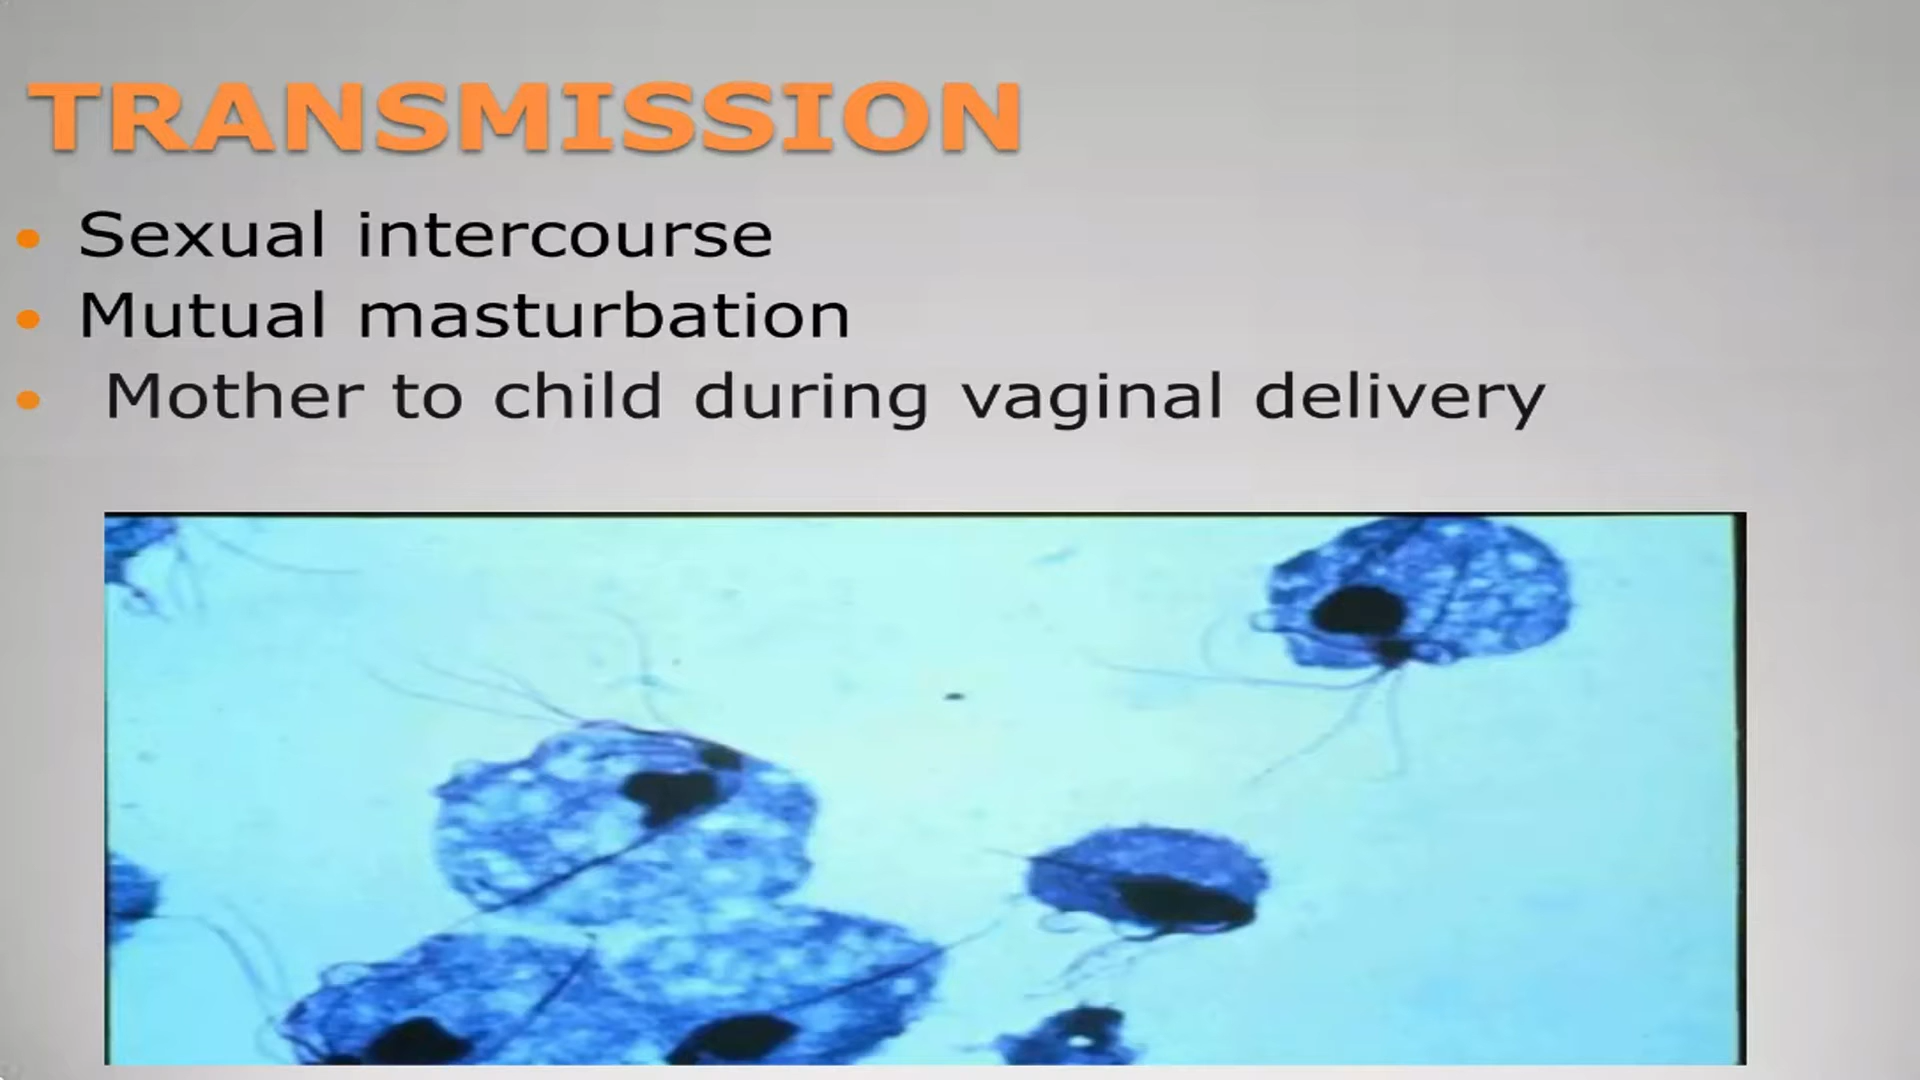 TRANSMISSION
• Sexual intercourse
• Mutual masturbation
• Mother to child during vaginal delivery